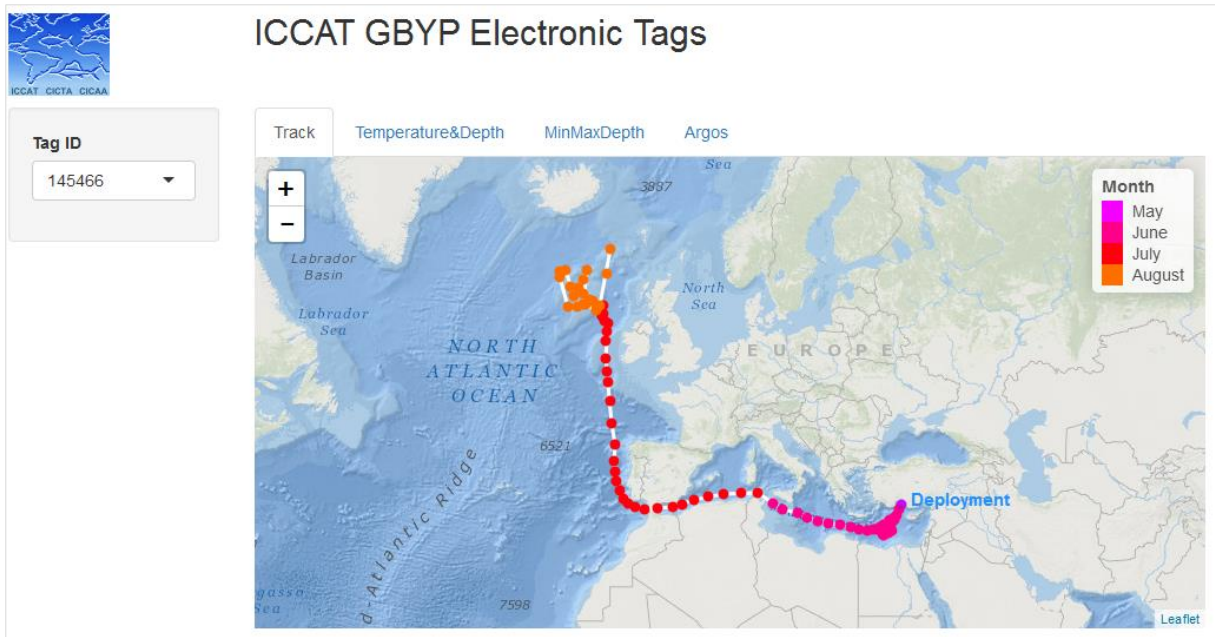 ICCAT GBYP Electronic Tags
ICCAT CICTA CICAA
Tag ID
145466
Track Temperature&Depth MinMaxDepth Argos
+
−
Sea
3887
Month
May
June
July
August
Labrador
Basin
Labrador
Sea
North
Sea
NORTH
ATLANTIC
OCEAN
EUROPE
6521
d-Atlantic Ridge
Deployment
gasso
Sea
7598
Leaflet